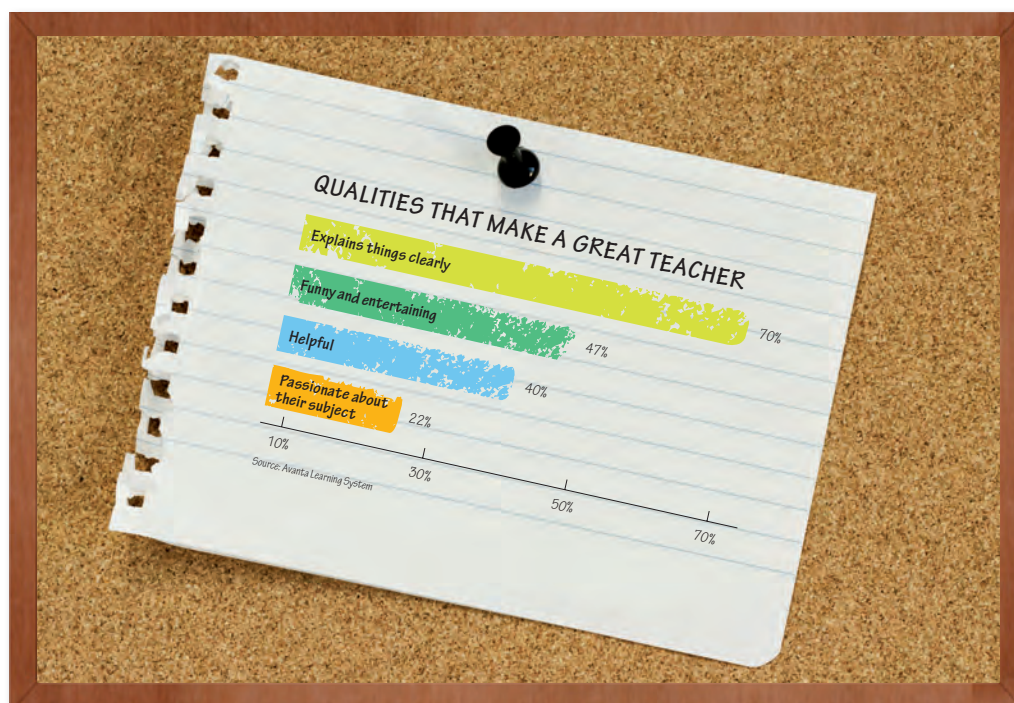 QUALITIES THAT MAKE A GREAT TEACHER
Explains things clearly
70%
Funny and entertaining
47%
Helpful
40%
Passionate about
their subject
22%
10%
30%
50%
70%
Source: Avanta Learning System